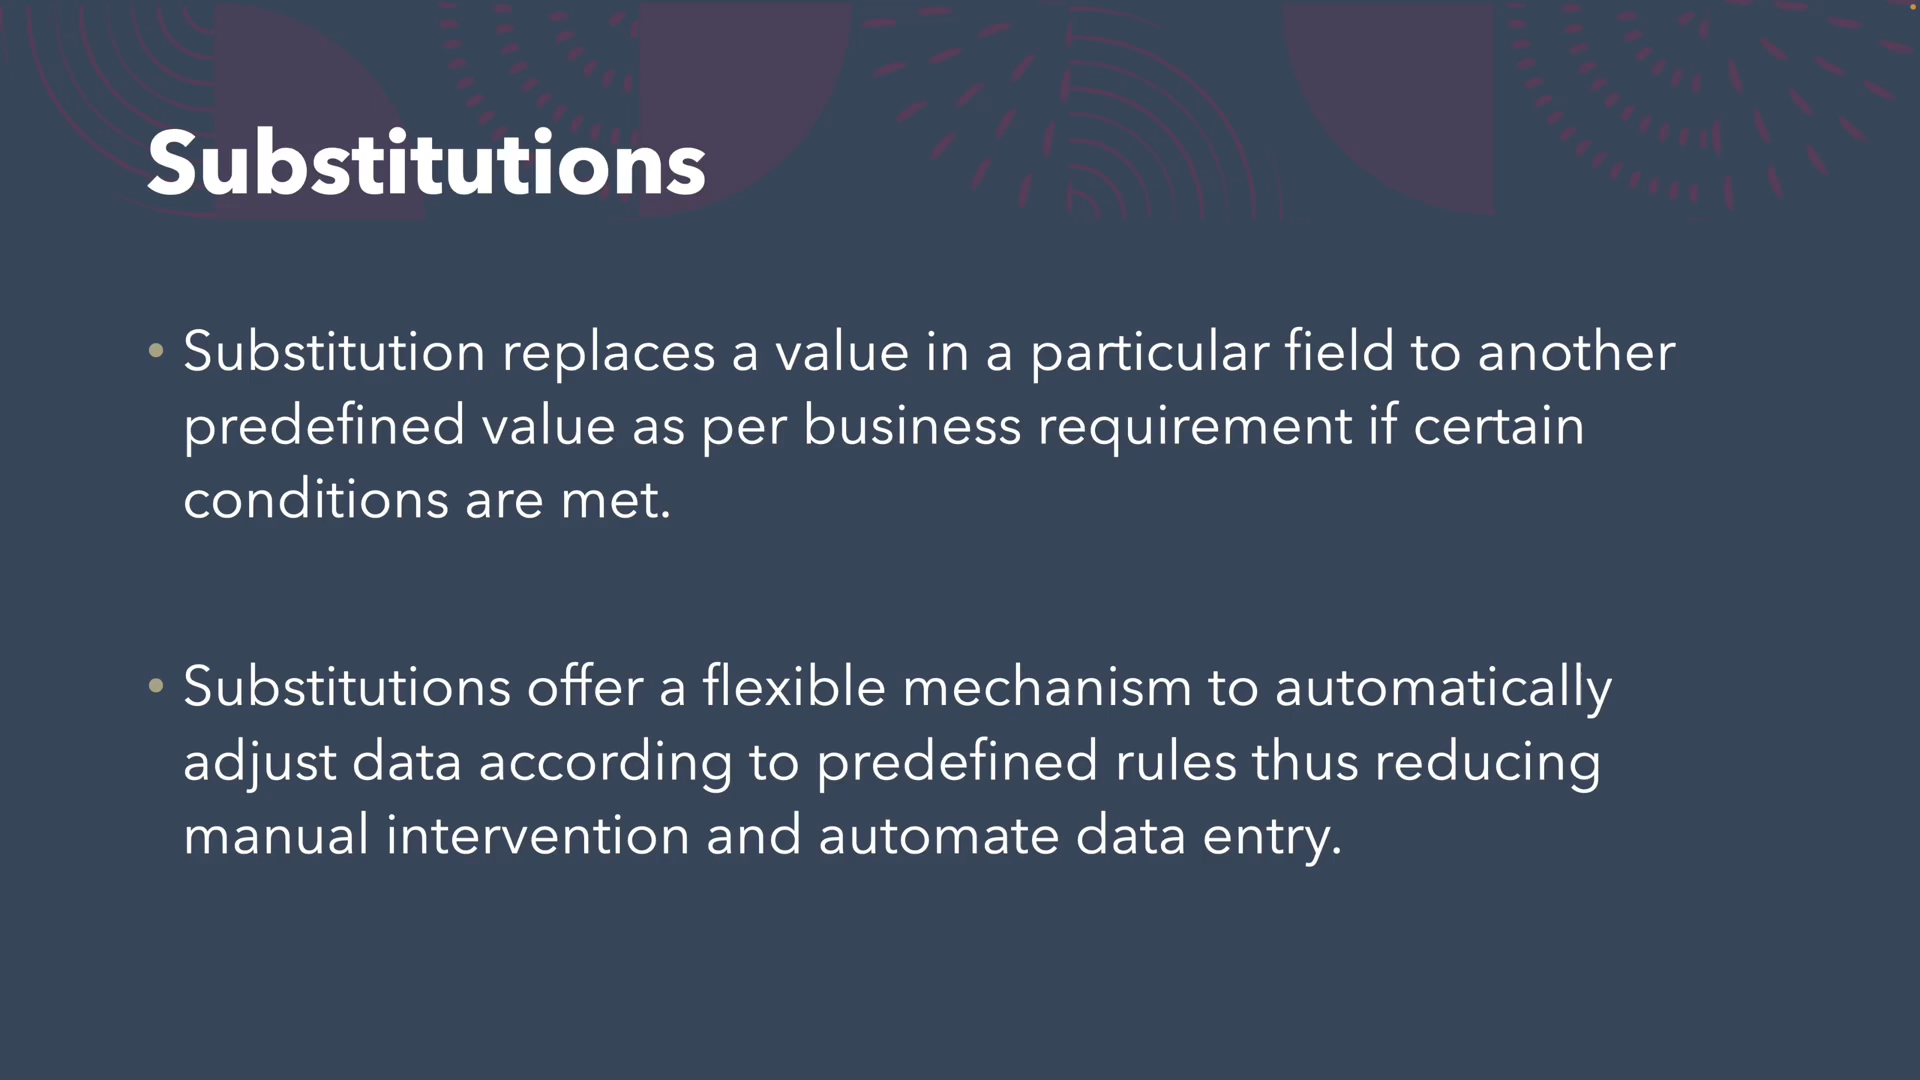 Substitutions
• Substitution replaces a value in a particular field to another
predefined value as per business requirement if certain
conditions are met.
• Substitutions offer a flexible mechanism to automatically
adjust data according to predefined rules thus reducing
manual intervention and automate data entry.